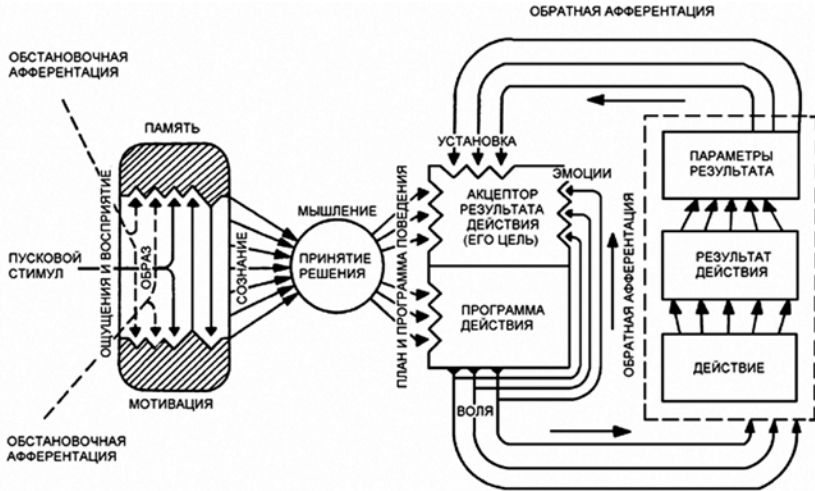 ОБРАТНАЯ АФФЕРЕНТАЦИЯ
ОБСТАНОВОЧНАЯ
АФФЕРЕНТАЦИЯ
ПАМЯТЬ
ОЩУЩЕНИЯ И ВОСПРИЯТИЕ
ПУСКОВОЙ
СТИМУЛ
ОБРАЗ
СОЗНАНИЕ
МОТИВАЦИЯ
ОБСТАНОВОЧНАЯ
АФФЕРЕНТАЦИЯ
МЫШЛЕНИЕ
ПРИНЯТИЕ
РЕШЕНИЯ
ПЛАН И ПРОГРАММА ПОВЕДЕНИЯ
УСТАНОВКА
ЭМОЦИИ
АКЦЕПТОР
РЕЗУЛЬТАТА
ДЕЙСТВИЯ
(ЕГО ЦЕЛЬ)
ПРОГРАММА
ДЕЙСТВИЯ
ВОЛЯ
ОБРАТНАЯ АФФЕРЕНТАЦИЯ
ПАРАМЕТРЫ
РЕЗУЛЬТАТА
РЕЗУЛЬТАТ
ДЕЙСТВИЯ
ДЕЙСТВИЕ